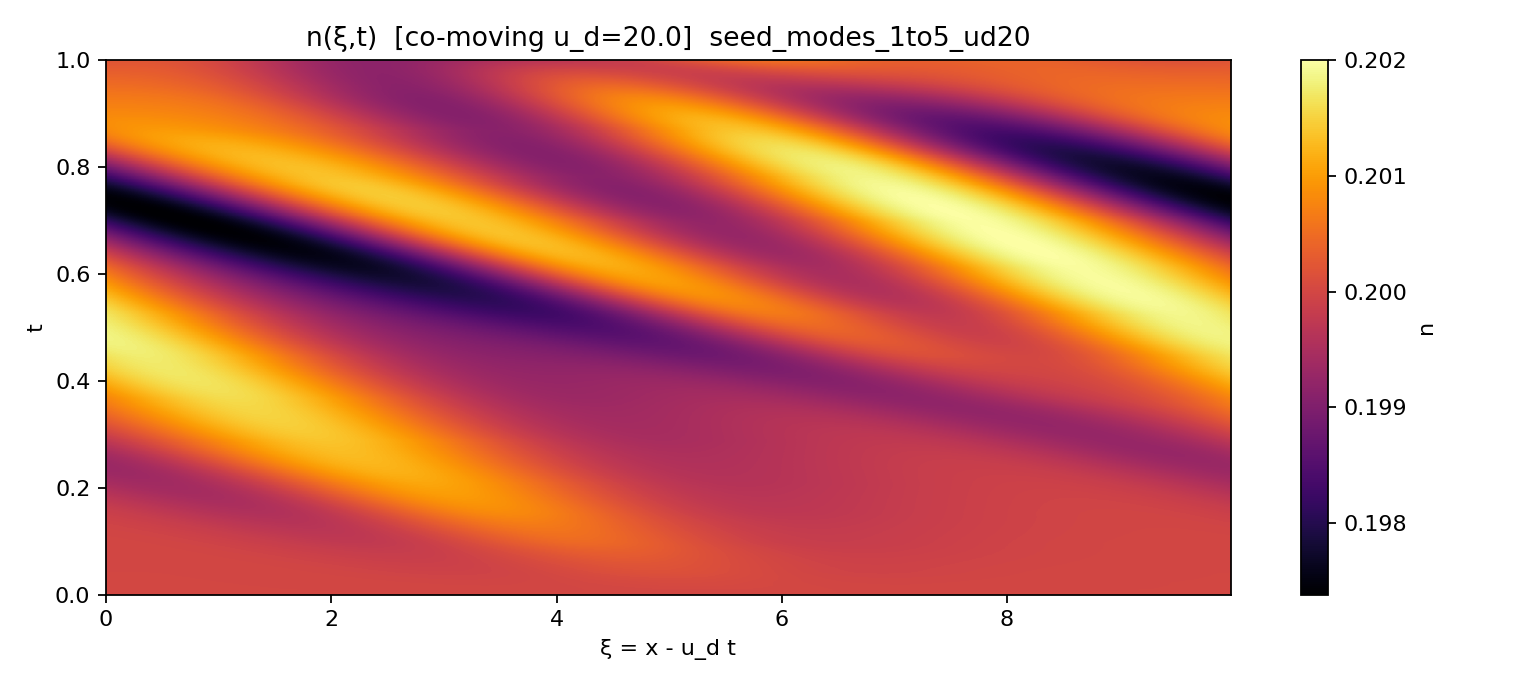 n(ξ,t)  [co-moving u_d=20.0]  seed_modes_1to5_ud20
1.0
0.8
0.6
0.4
0.2
0.0
t
0 2 4 6 8
ξ = x - u_d t
0.202
0.201
0.200
0.199
0.198
n